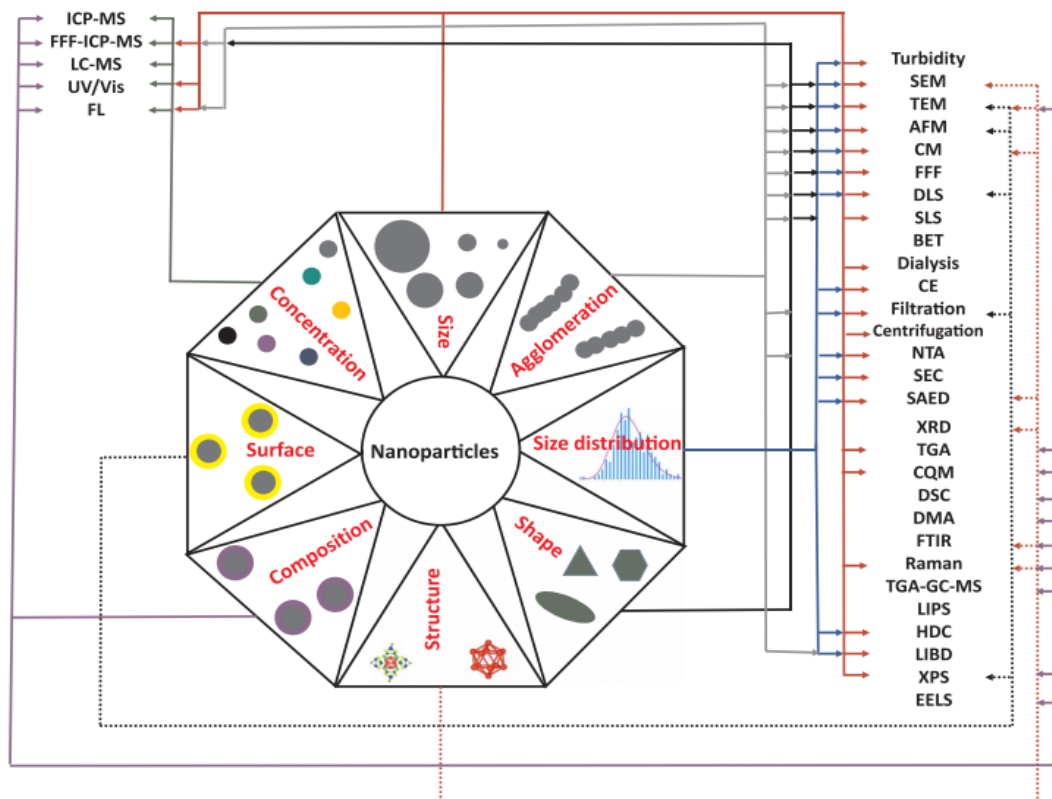 ICP-MS
FFF-ICP-MS
LC-MS
UV/Vis
FL
Turbidity
SEM
TEM
AFM
CM
FFF
DLS
SLS
BET
Dialysis
CE
Filtration
Centrifugation
NTA
SEC
SAED
XRD
TGA
CQM
DSC
DMA
FTIR
Raman
TGA-GC-MS
LIPS
HDC
LIBD
XPS
EELS
Concentration
Size
Agglomeration
Surface
Nanoparticles
Size distribution
Composition
Structure
Shape